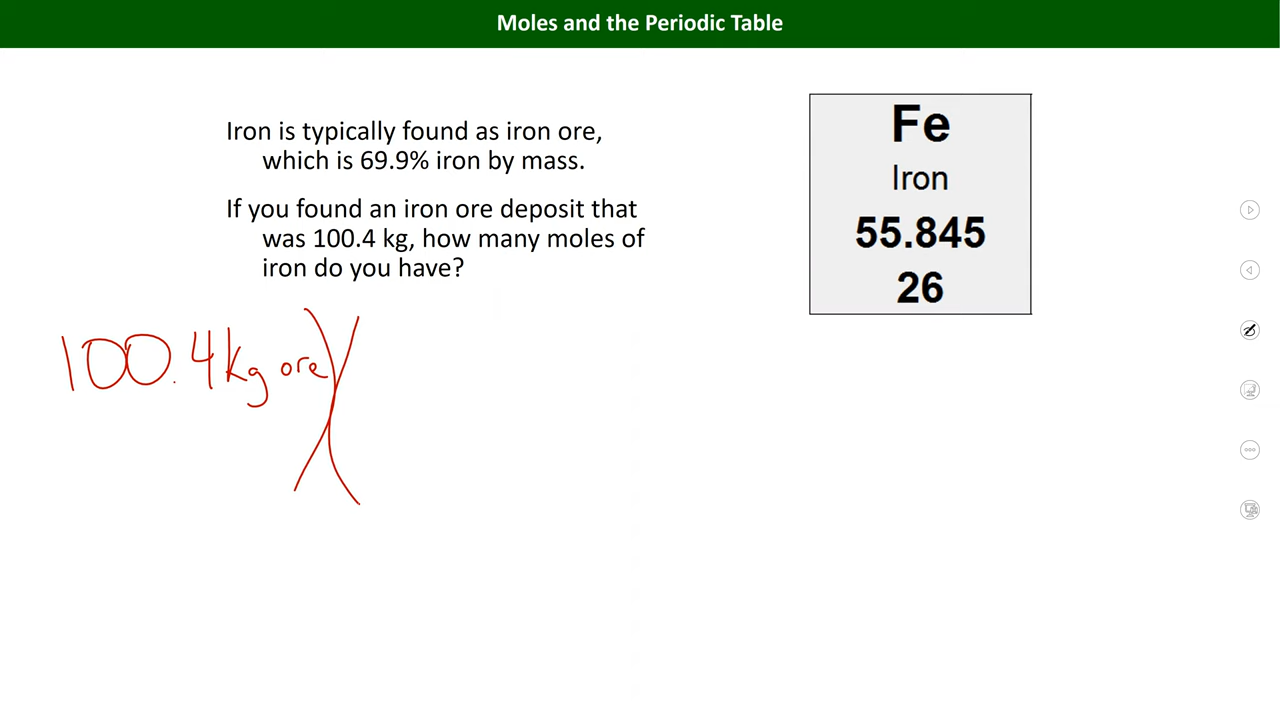 Moles and the Periodic Table
Iron is typically found as iron ore,
which is 69.9% iron by mass.
If you found an iron ore deposit that
was 100.4 kg, how many moles of
iron do you have?
Fe
Iron
55.845
26
100.4 kg ore